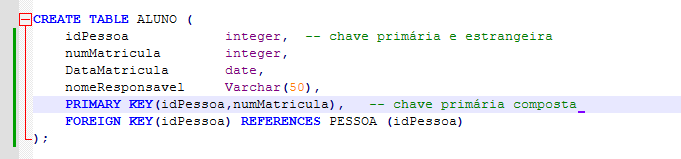 CREATE TABLE ALUNO (
idPessoa integer, -- chave primária e estrangeira
numMatricula integer,
DataMatricula date,
nomeResponsavel Varchar(50),
PRIMARY KEY(idPessoa,numMatricula), -- chave primária composta
FOREIGN KEY(idPessoa) REFERENCES PESSOA (idPessoa)
);